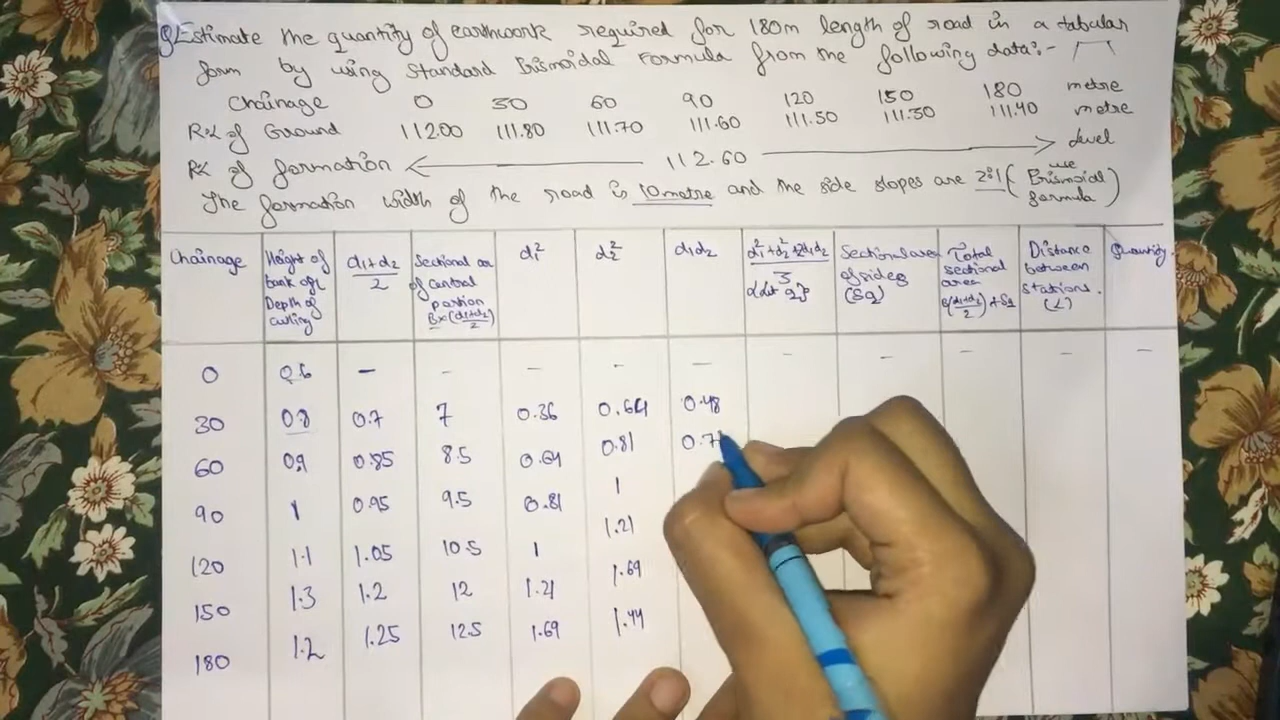 Q) Estimate the quantity of earthwork required for 180m length of road in a tabular
form by using Standard Prismoidal Formula from the following data:-
Chainage 0 30 60 90 120 150 180 metre
R.L of Ground 112.00 111.80 111.70 111.60 111.50 111.30 111.40 metre
R.L of formation 112.60 level
The formation width of the road is 10 metre and the side slopes are 2:1 (use Prismoidal formula)
Chainage | Height of bank or Depth of cutting | d1+d2/2 | Sectional area of Central portion B×(d1+d2)/2 | d1² | d2² | d1d2 | d1²+d2²+d1d2/3 | Sectional area of sides (Sq) | Total sectional area + Sq | Distance between stations. (L) | Quantity.
0 0.6 – – – – – – – – –
30 0.8 0.7 7 0.36 0.64 0.48
60 0.9 0.85 8.5 0.64 0.81 0.7
90 1 0.95 9.5 0.81 1
120 1.1 1.05 10.5 1 1.21
150 1.3 1.2 12 1.21 1.69
180 1.2 1.25 12.5 1.69 1.44